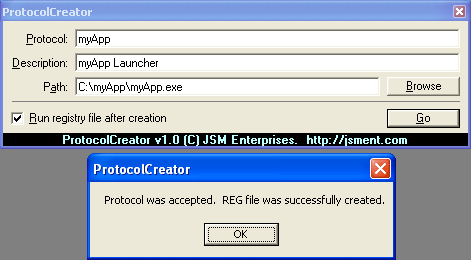 ProtocolCreator
Protocol: myApp
Description: myApp Launcher
Path: C:\myApp\myApp.exe Browse
Run registry file after creation Go
ProtocolCreator v1.0 (C) JSM Enterprises. http://jsment.com
ProtocolCreator
Protocol was accepted. REG file was successfully created.
OK